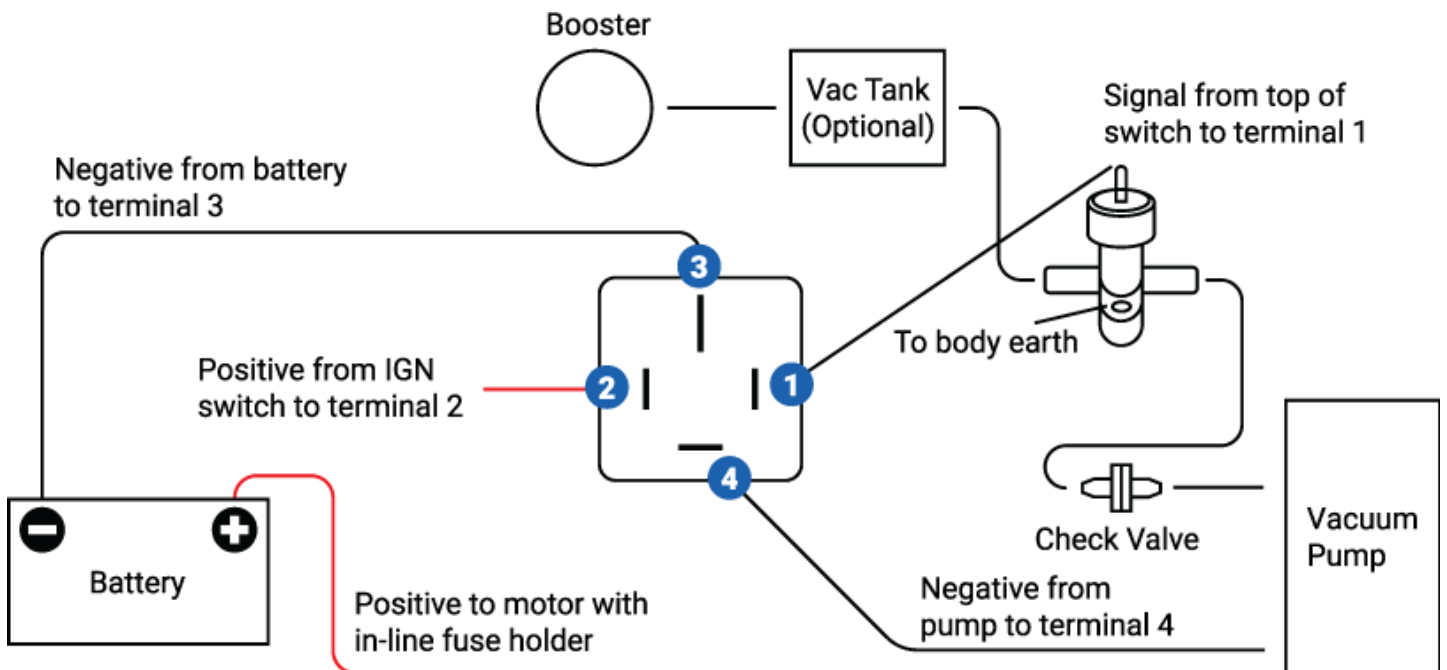 Booster
Vac Tank
(Optional)
Signal from top of
switch to terminal 1
Negative from battery
to terminal 3
3
To body earth
Positive from IGN
switch to terminal 2
2
1
4
Battery
Positive to motor with
in-line fuse holder
Check Valve
Negative from
pump to terminal 4
Vacuum
Pump